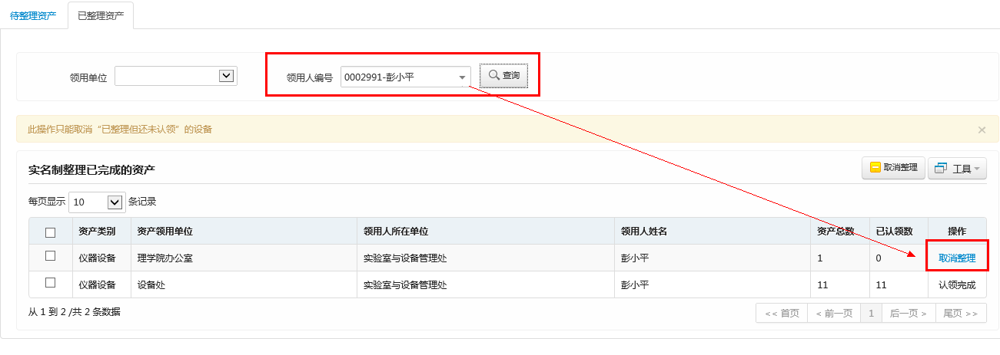 待整理资产 已整理资产
领用单位 领用人编号 0002991-彭小平 查询
此操作只能取消“已整理但还未认领”的设备 ×
实名制整理已完成的资产 取消整理 工具
每页显示 10 条记录
资产类别 资产领用单位 领用人所在单位 领用人姓名 资产总数 已认领数 操作
仪器设备 理学院办公室 实验室与设备管理处 彭小平 1 0 取消整理
仪器设备 设备处 实验室与设备管理处 彭小平 11 11 认领完成
从 1 到 2 /共 2 条数据 << 首页 < 前一页 1 后一页 > 尾页 >>